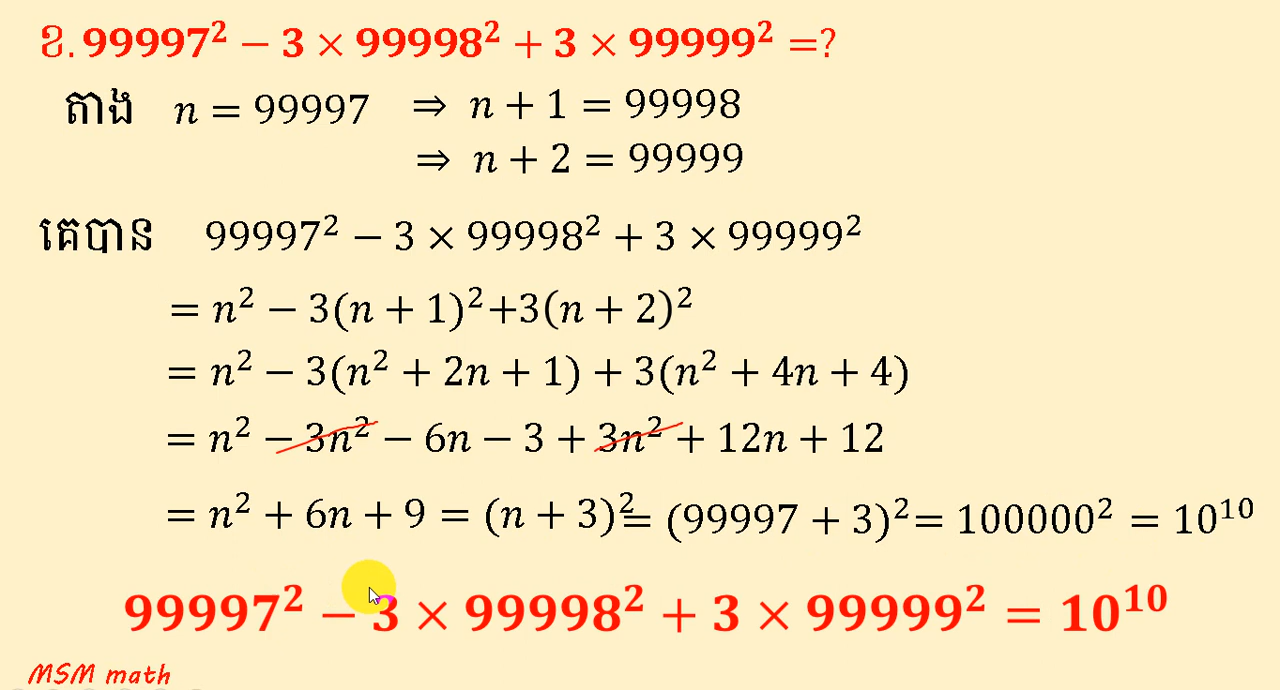 ខ. 99997² − 3 × 99998² + 3 × 99999² =?
តាង n = 99997 ⇒ n + 1 = 99998
⇒ n + 2 = 99999
គេបាន 99997² − 3 × 99998² + 3 × 99999²
= n² − 3(n + 1)²+3(n + 2)²
= n² − 3(n² + 2n + 1) + 3(n² + 4n + 4)
= n² − 3n² − 6n − 3 + 3n² + 12n + 12
= n² + 6n + 9 = (n + 3)²= (99997 + 3)²= 100000² = 10¹⁰
99997² − 3 × 99998² + 3 × 99999² = 10¹⁰
MSM math